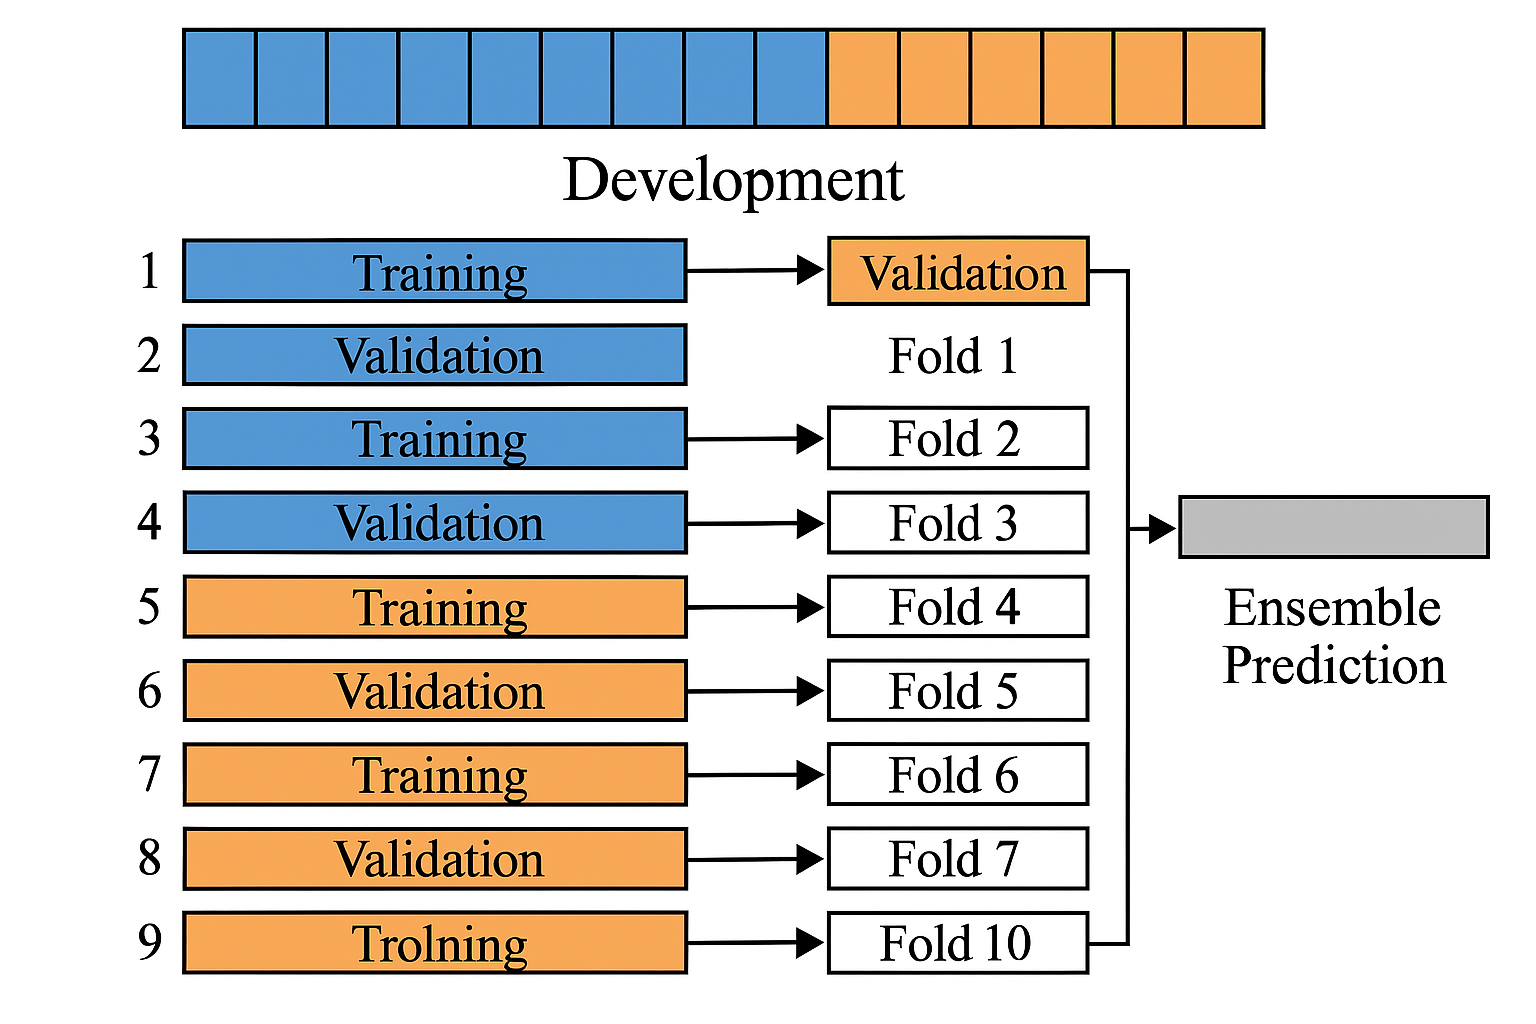 Development
1 Training Validation
2 Validation Fold 1
3 Training Fold 2
4 Validation Fold 3
5 Training Fold 4
6 Validation Fold 5
7 Training Fold 6
8 Validation Fold 7
9 Trolning Fold 10
Ensemble
Prediction